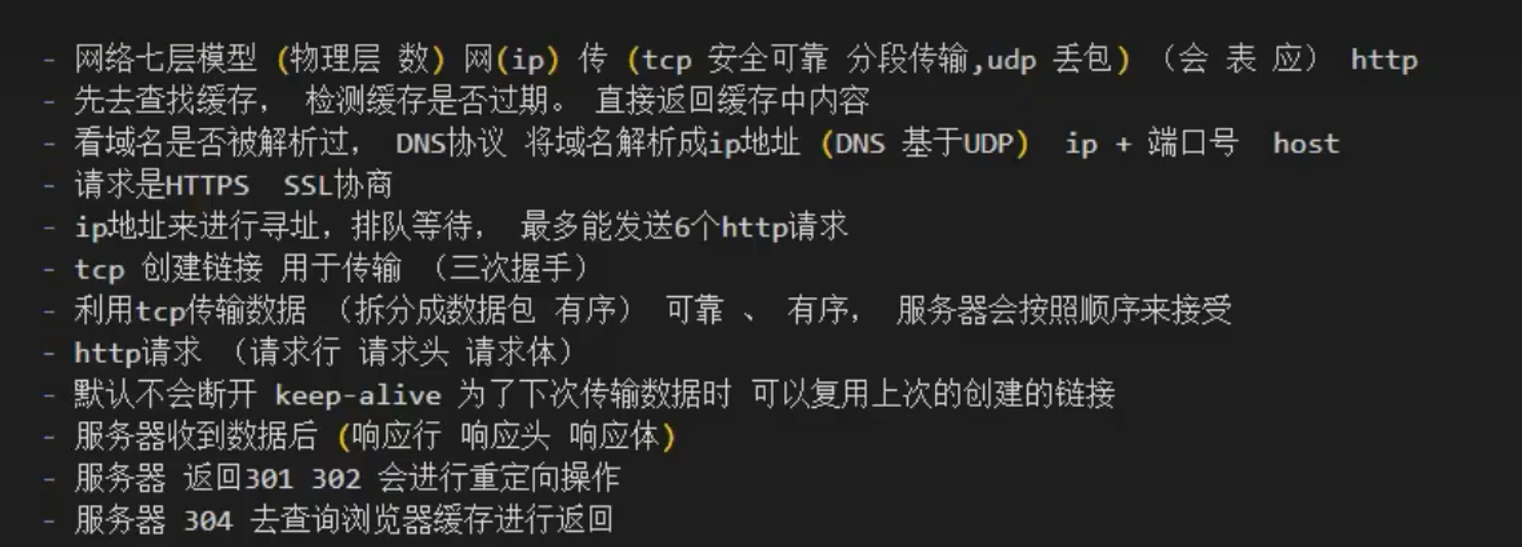 - 网络七层模型 (物理层 数) 网(ip) 传 (tcp 安全可靠 分段传输,udp 丢包) （会 表 应） http
- 先去查找缓存， 检测缓存是否过期。 直接返回缓存中内容
- 看域名是否被解析过， DNS协议 将域名解析成ip地址 (DNS 基于UDP) ip + 端口号 host
- 请求是HTTPS SSL协商
- ip地址来进行寻址，排队等待， 最多能发送6个http请求
- tcp 创建链接 用于传输 （三次握手）
- 利用tcp传输数据 （拆分成数据包 有序） 可靠 、 有序， 服务器会按照顺序来接受
- http请求 （请求行 请求头 请求体）
- 默认不会断开 keep-alive 为了下次传输数据时 可以复用上次的创建的链接
- 服务器收到数据后 (响应行 响应头 响应体)
- 服务器 返回301 302 会进行重定向操作
- 服务器 304 去查询浏览器缓存进行返回